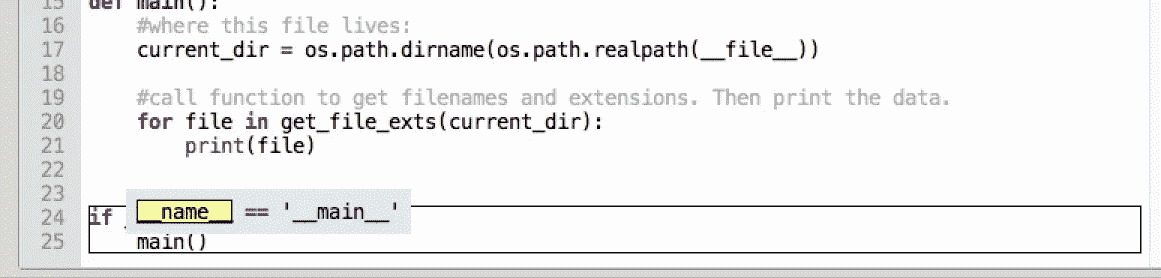 15 def main():
16     #where this file lives:
17     current_dir = os.path.dirname(os.path.realpath(__file__))
18
19     #call function to get filenames and extensions. Then print the data.
20     for file in get_file_exts(current_dir):
21         print(file)
22
23
24 if __name__ == '__main__'
25     main()